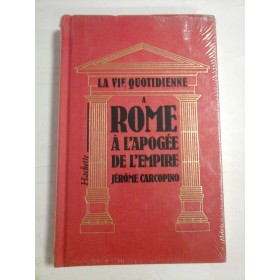 LA VIE QUOTIDIENNE
A
ROME
À L'APOGÉE
DE L'EMPIRE
JÉRÔME CARCOPINO
Hachette